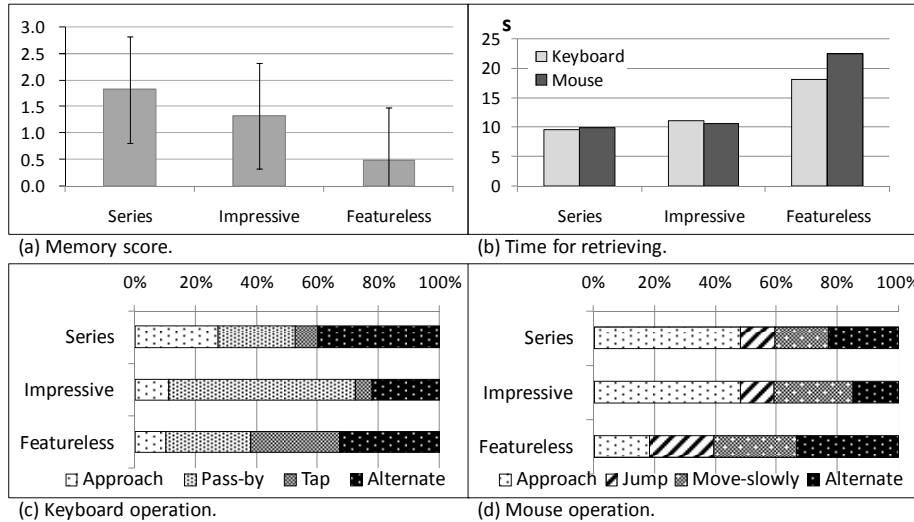 3.0
2.5
2.0
1.5
1.0
0.5
0.0
Series Impressive Featureless
(a) Memory score.
s
25
20
15
10
5
0
Keyboard
Mouse
Series Impressive Featureless
(b) Time for retrieving.
0% 20% 40% 60% 80% 100%
Series
Impressive
Featureless
Approach Pass-by Tap Alternate
(c) Keyboard operation.
0% 20% 40% 60% 80% 100%
Series
Impressive
Featureless
Approach Jump Move-slowly Alternate
(d) Mouse operation.